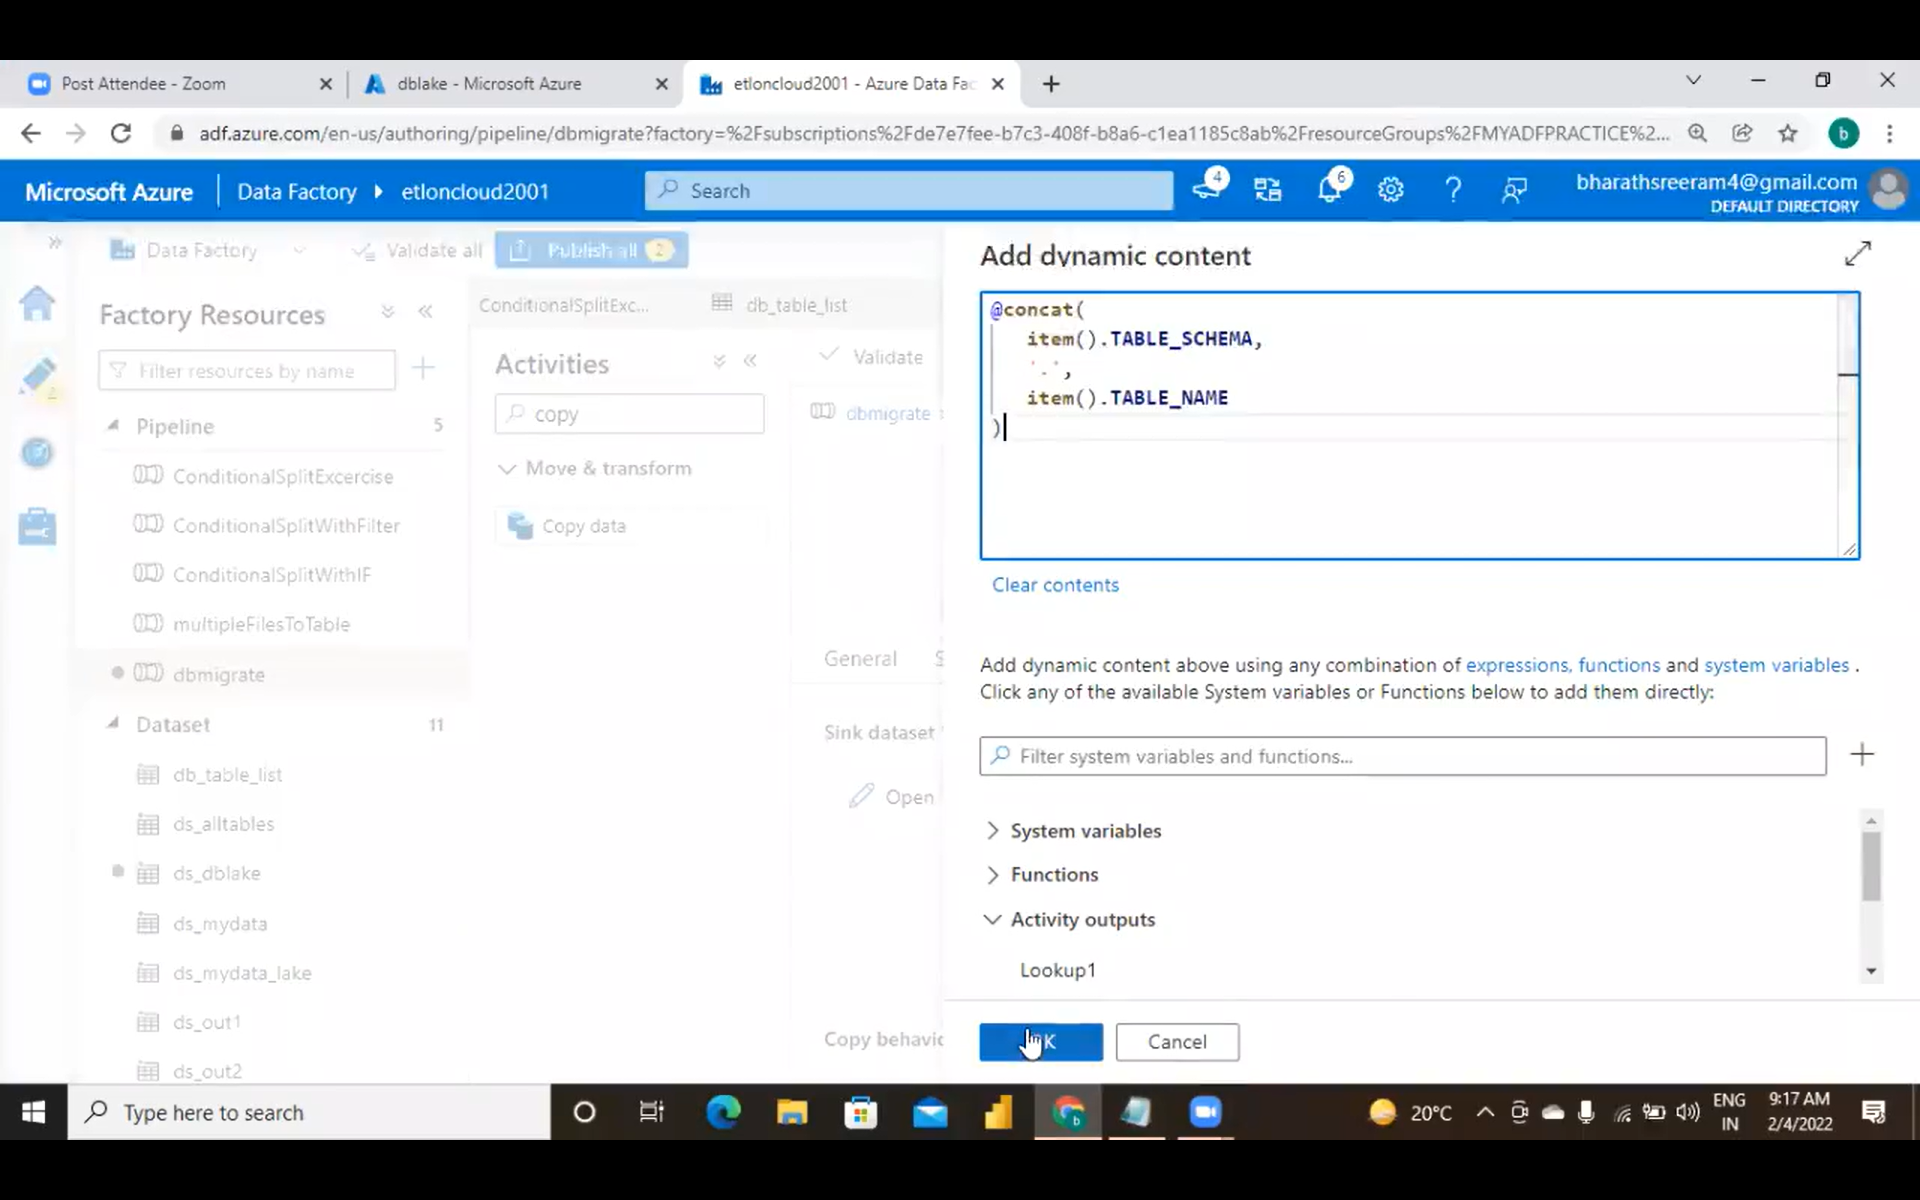 Post Attendee - Zoom
dblake - Microsoft Azure
etloncloud2001 - Azure Data Fac
adf.azure.com/en-us/authoring/pipeline/dbmigrate?factory=%2Fsubscriptions%2Fde7e7fee-b7c3-408f-b8a6-c1ea1185c8ab%2FresourceGroups%2FMYADFPRACTICE%2...
b
Microsoft Azure
Data Factory
etloncloud2001
Search
4
6
bharathsreeram4@gmail.com
DEFAULT DIRECTORY
Data Factory
Validate all
Publish all 2
Factory Resources
Filter resources by name
Pipeline 5
ConditionalSplitExcercise
ConditionalSplitWithFilter
ConditionalSplitWithIF
multipleFilesToTable
dbmigrate
Dataset 11
db_table_list
ds_alltables
ds_dblake
ds_mydata
ds_mydata_lake
ds_out1
ds_out2
ConditionalSplitExc...
db_table_list
Activities
copy
Move & transform
Copy data
Validate
dbmigrate
General S
Sink dataset
Open
Copy behavic
Add dynamic content
@concat(
item().TABLE_SCHEMA,
'.',
item().TABLE_NAME
)
Clear contents
Add dynamic content above using any combination of expressions, functions and system variables .
Click any of the available System variables or Functions below to add them directly:
Filter system variables and functions...
System variables
Functions
Activity outputs
Lookup1
OK
Cancel
Type here to search
20°C
ENG
IN
9:17 AM
2/4/2022